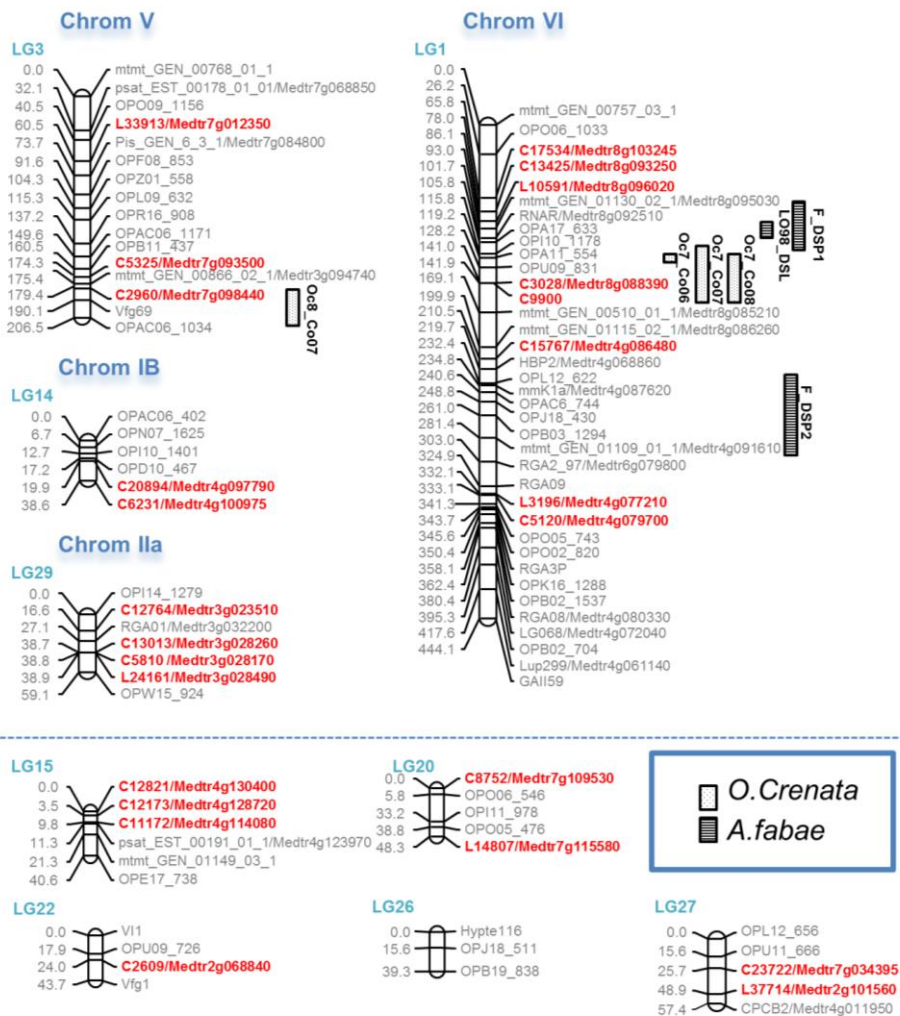 Chrom V
LG3
0.0 mtmt_GEN_00768_01_1
32.1 psat_EST_00178_01_01/Medtr7g068850
40.5 OPO09_1156
60.5 L33913/Medtr7g012350
73.7 Pis_GEN_6_3_1/Medtr7g084800
91.6 OPF08_853
104.3 OPZ01_558
115.3 OPL09_632
137.2 OPR16_908
149.6 OPAC06_1171
160.5 OPB11_437
174.3 C5325/Medtr7g093500
175.4 mtmt_GEN_00866_02_1/Medtr3g094740
179.4 C2960/Medtr7g098440
190.1 Vfg69
206.5 OPAC06_1034
Oc8_Co07
Chrom IB
LG14
0.0 OPAC06_402
6.7 OPN07_1625
12.7 OPI10_1401
17.2 OPD10_467
19.9 C20894/Medtr4g097790
38.6 C6231/Medtr4g100975
Chrom IIa
LG29
0.0 OPI14_1279
16.6 C12764/Medtr3g023510
27.1 RGA01/Medtr3g032200
38.7 C13013/Medtr3g028260
38.8 C5810/Medtr3g028170
38.9 L24161/Medtr3g028490
59.1 OPW15_924
Chrom VI
LG1
0.0
26.2
65.8
78.0 mtmt_GEN_00757_03_1
86.1 OPO06_1033
93.0 C17534/Medtr8g103245
101.7 C13425/Medtr8g093250
105.8 L10591/Medtr8g096020
115.8 mtmt_GEN_01130_02_1/Medtr8g095030
119.2 RNAR/Medtr8g092510
128.2 OPA17_633
OPI10_1178
141.0 OPA11_554
141.9 OPU09_831
169.1 C3028/Medtr8g088390
199.9 C9900
210.5 mtmt_GEN_00510_01_1/Medtr8g085210
219.7 mtmt_GEN_01115_02_1/Medtr8g086260
232.4 C15767/Medtr4g086480
234.8 HBP2/Medtr4g068860
240.6 OPL12_622
248.8 mmK1a/Medtr4g087620
261.0 OPAC6_744
OPJ18_430
281.4 OPB03_1294
303.0 mtmt_GEN_01109_01_1/Medtr4g091610
324.9 RGA2_97/Medtr6g079800
332.1
333.1 RGA09
341.3 L3196/Medtr4g077210
343.7 C5120/Medtr4g079700
345.6 OPO05_743
350.4 OPO02_820
358.1 RGA3P
362.4 OPK16_1288
380.4 OPB02_1537
395.3 RGA08/Medtr4g080330
417.6 LG068/Medtr4g072040
444.1 OPB02_704
Lup299/Medtr4g061140
GAII59
F_DSP1
LO98_DSL
Oc7_Co06
Oc7_Co07
Oc7_Co08
F_DSP2
LG15
0.0 C12821/Medtr4g130400
3.5 C12173/Medtr4g128720
9.8 C11172/Medtr4g114080
11.3 psat_EST_00191_01_1/Medtr4g123970
21.3 mtmt_GEN_01149_03_1
40.6 OPE17_738
LG20
0.0 C8752/Medtr7g109530
5.8 OPO06_546
33.2 OPI11_978
38.8 OPO05_476
48.3 L14807/Medtr7g115580
O.Crenata
A.fabae
LG22
0.0 VI1
17.9 OPU09_726
24.0 C2609/Medtr2g068840
43.7 Vfg1
LG26
0.0 Hypte116
15.6 OPJ18_511
39.3 OPB19_838
LG27
0.0 OPL12_656
15.6 OPU11_666
25.7 C23722/Medtr7g034395
48.9 L37714/Medtr2g101560
57.4 CPCB2/Medtr4g011950